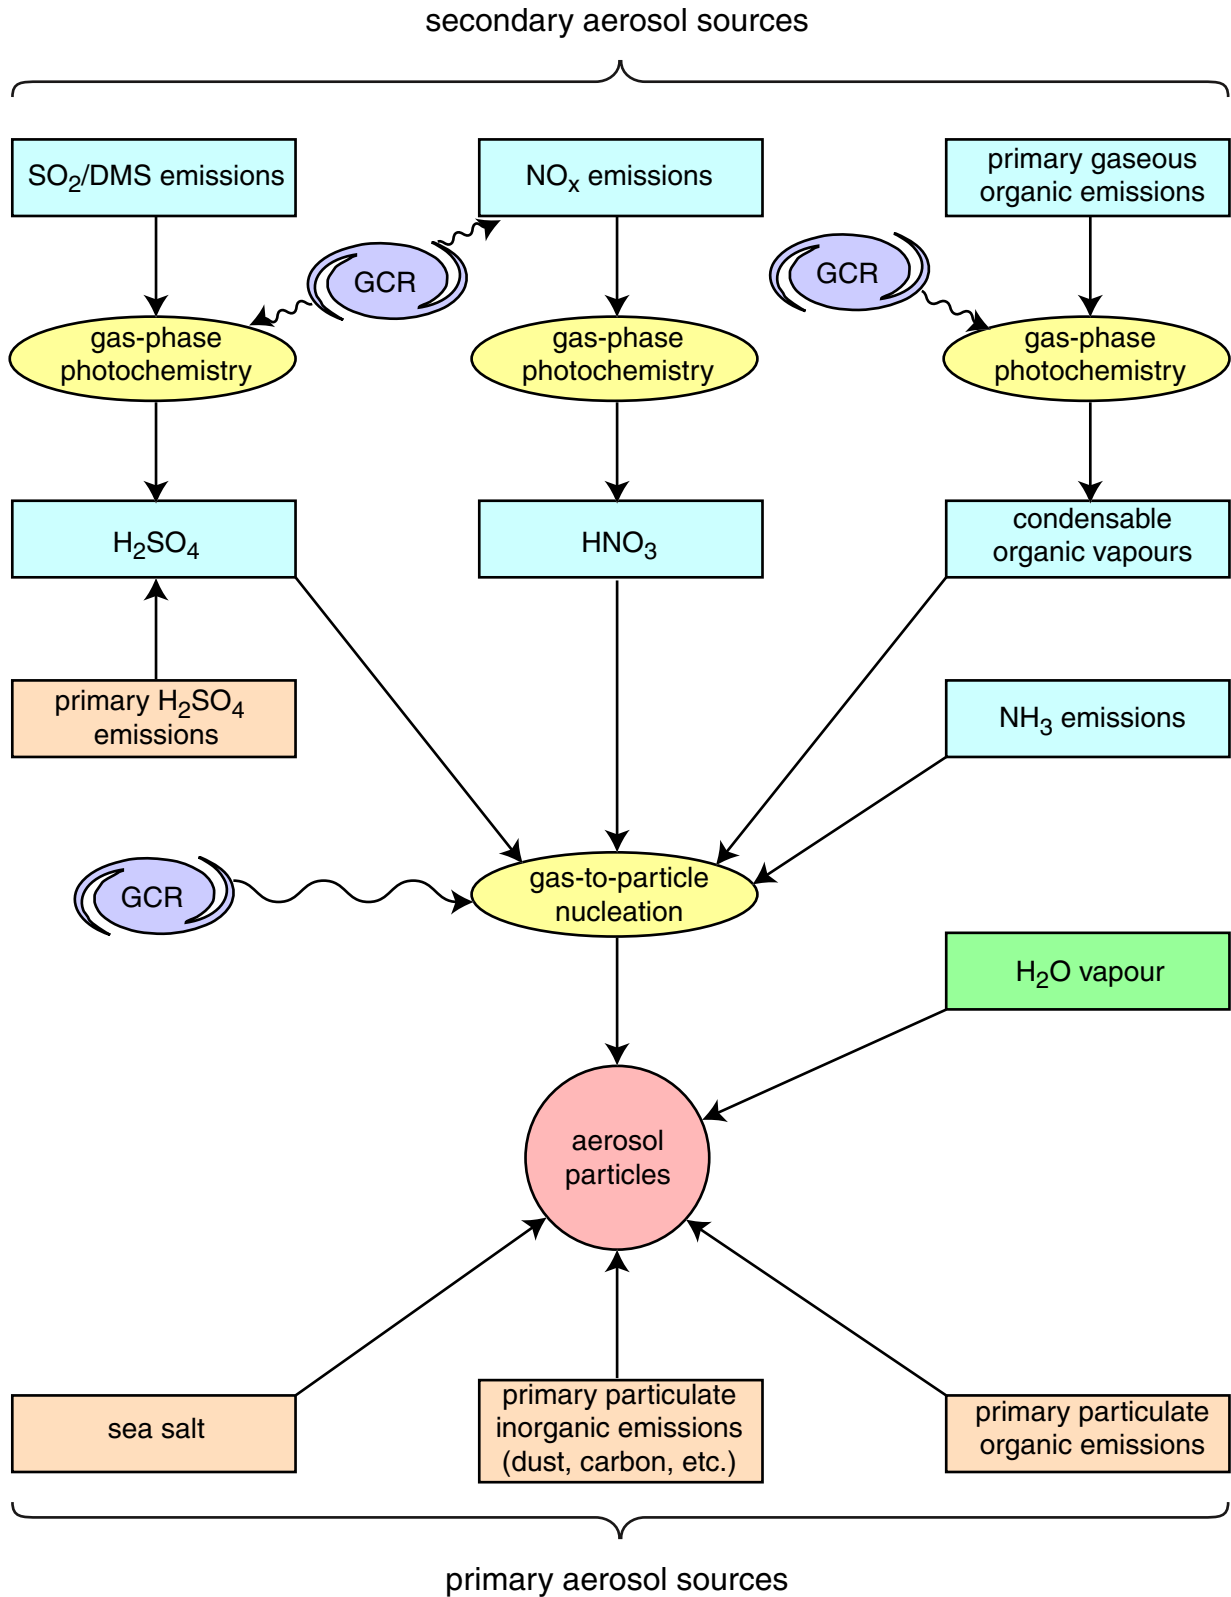 secondary aerosol sources
SO₂/DMS emissions
NOₓ emissions
primary gaseous
organic emissions
GCR
GCR
gas-phase
photochemistry
gas-phase
photochemistry
gas-phase
photochemistry
H₂SO₄
HNO₃
condensable
organic vapours
primary H₂SO₄
emissions
NH₃ emissions
GCR
gas-to-particle
nucleation
H₂O vapour
aerosol
particles
sea salt
primary particulate
inorganic emissions
(dust, carbon, etc.)
primary particulate
organic emissions
primary aerosol sources